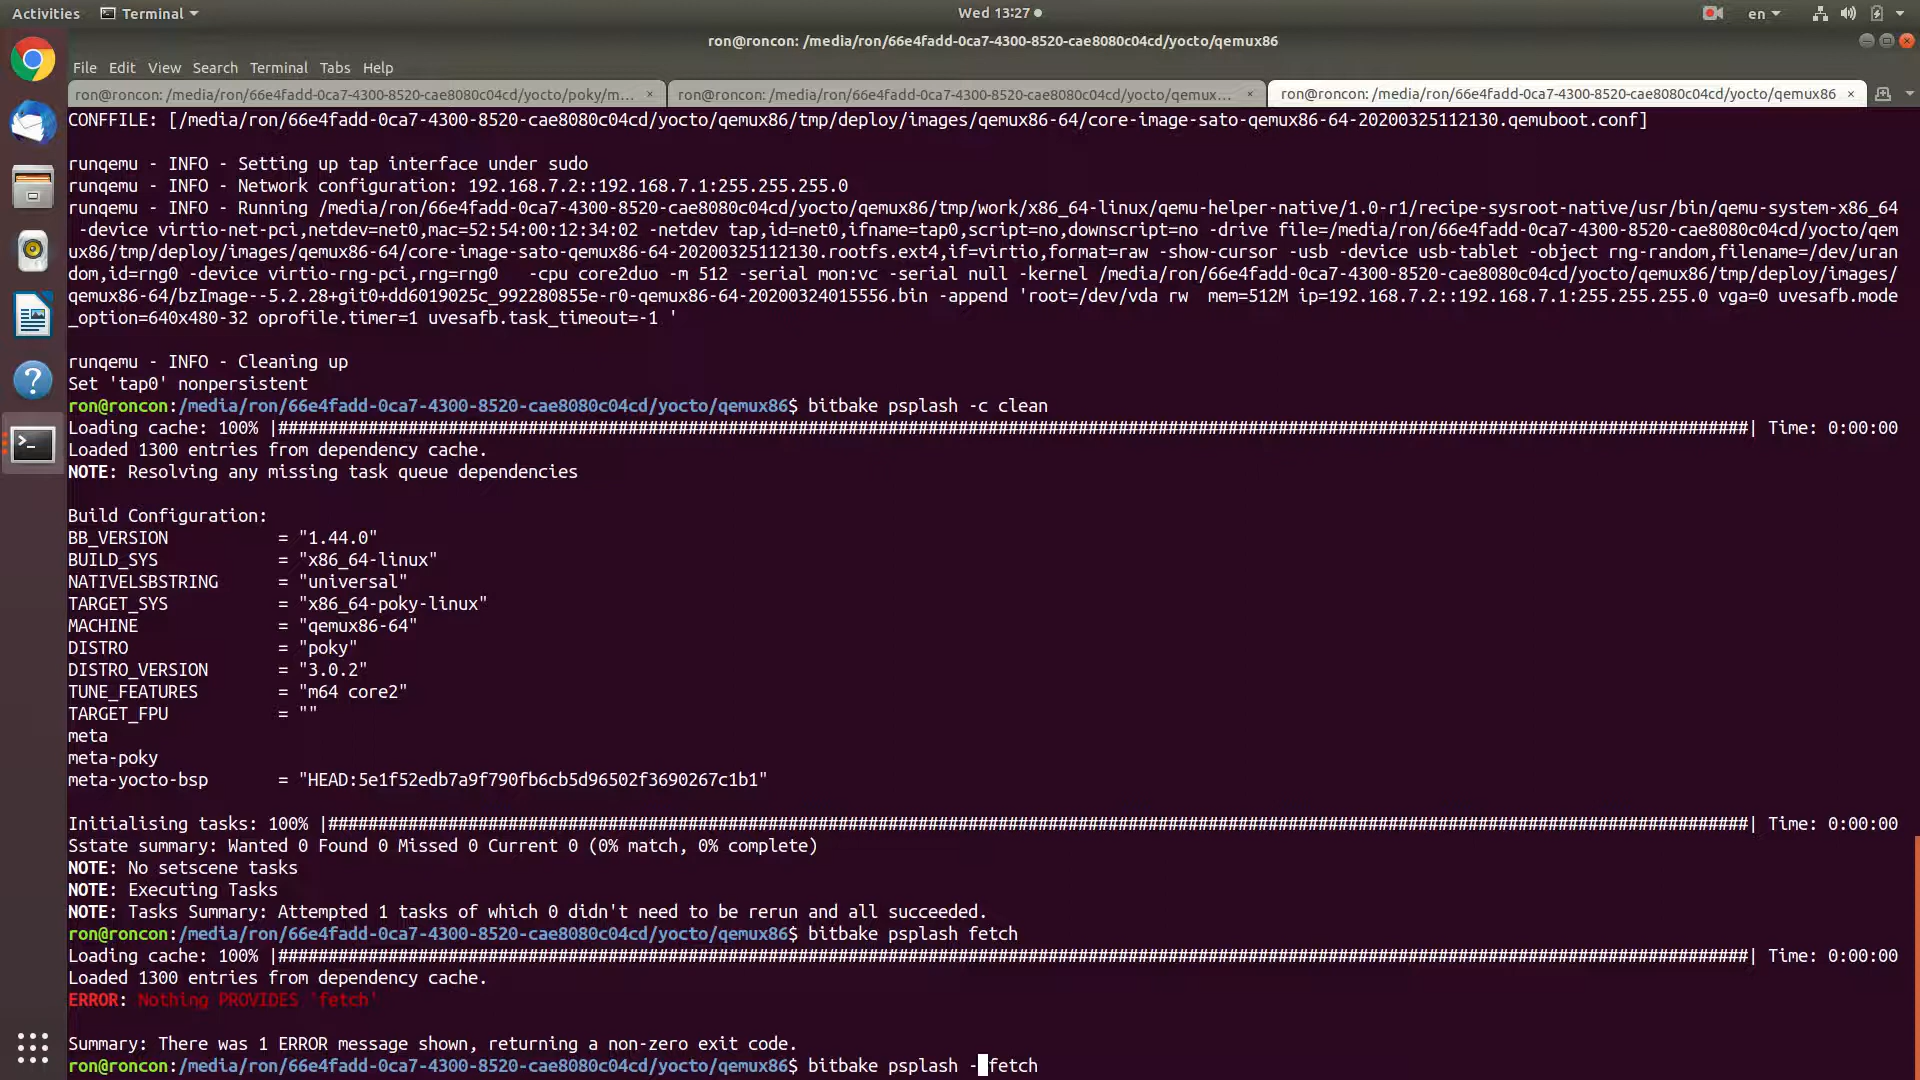 Activities Terminal Wed 13:27 en
ron@roncon: /media/ron/66e4fadd-0ca7-4300-8520-cae8080c04cd/yocto/qemux86
File Edit View Search Terminal Tabs Help
ron@roncon: /media/ron/66e4fadd-0ca7-4300-8520-cae8080c04cd/yocto/poky/m... × ron@roncon: /media/ron/66e4fadd-0ca7-4300-8520-cae8080c04cd/yocto/qemux... × ron@roncon: /media/ron/66e4fadd-0ca7-4300-8520-cae8080c04cd/yocto/qemux86 ×
CONFFILE: [/media/ron/66e4fadd-0ca7-4300-8520-cae8080c04cd/yocto/qemux86/tmp/deploy/images/qemux86-64/core-image-sato-qemux86-64-20200325112130.qemuboot.conf]
runqemu - INFO - Setting up tap interface under sudo
runqemu - INFO - Network configuration: 192.168.7.2::192.168.7.1:255.255.255.0
runqemu - INFO - Running /media/ron/66e4fadd-0ca7-4300-8520-cae8080c04cd/yocto/qemux86/tmp/work/x86_64-linux/qemu-helper-native/1.0-r1/recipe-sysroot-native/usr/bin/qemu-system-x86_64
-device virtio-net-pci,netdev=net0,mac=52:54:00:12:34:02 -netdev tap,id=net0,ifname=tap0,script=no,downscript=no -drive file=/media/ron/66e4fadd-0ca7-4300-8520-cae8080c04cd/yocto/qem
ux86/tmp/deploy/images/qemux86-64/core-image-sato-qemux86-64-20200325112130.rootfs.ext4,if=virtio,format=raw -show-cursor -usb -device usb-tablet -object rng-random,filename=/dev/uran
dom,id=rng0 -device virtio-rng-pci,rng=rng0   -cpu core2duo -m 512 -serial mon:vc -serial null -kernel /media/ron/66e4fadd-0ca7-4300-8520-cae8080c04cd/yocto/qemux86/tmp/deploy/images/
qemux86-64/bzImage--5.2.28+git0+dd6019025c_992280855e-r0-qemux86-64-20200324015556.bin -append 'root=/dev/vda rw  mem=512M ip=192.168.7.2::192.168.7.1:255.255.255.0 vga=0 uvesafb.mode
_option=640x480-32 oprofile.timer=1 uvesafb.task_timeout=-1 '
runqemu - INFO - Cleaning up
Set 'tap0' nonpersistent
ron@roncon:/media/ron/66e4fadd-0ca7-4300-8520-cae8080c04cd/yocto/qemux86$ bitbake psplash -c clean
Loading cache: 100% |###################################################################################################################################################| Time: 0:00:00
Loaded 1300 entries from dependency cache.
NOTE: Resolving any missing task queue dependencies
Build Configuration:
BB_VERSION           = "1.44.0"
BUILD_SYS            = "x86_64-linux"
NATIVELSBSTRING      = "universal"
TARGET_SYS           = "x86_64-poky-linux"
MACHINE              = "qemux86-64"
DISTRO               = "poky"
DISTRO_VERSION       = "3.0.2"
TUNE_FEATURES        = "m64 core2"
TARGET_FPU           = ""
meta
meta-poky
meta-yocto-bsp       = "HEAD:5e1f52edb7a9f790fb6cb5d96502f3690267c1b1"
Initialising tasks: 100% |##############################################################################################################################################| Time: 0:00:00
Sstate summary: Wanted 0 Found 0 Missed 0 Current 0 (0% match, 0% complete)
NOTE: No setscene tasks
NOTE: Executing Tasks
NOTE: Tasks Summary: Attempted 1 tasks of which 0 didn't need to be rerun and all succeeded.
ron@roncon:/media/ron/66e4fadd-0ca7-4300-8520-cae8080c04cd/yocto/qemux86$ bitbake psplash fetch
Loading cache: 100% |###################################################################################################################################################| Time: 0:00:00
Loaded 1300 entries from dependency cache.
ERROR: Nothing PROVIDES 'fetch'
Summary: There was 1 ERROR message shown, returning a non-zero exit code.
ron@roncon:/media/ron/66e4fadd-0ca7-4300-8520-cae8080c04cd/yocto/qemux86$ bitbake psplash - fetch